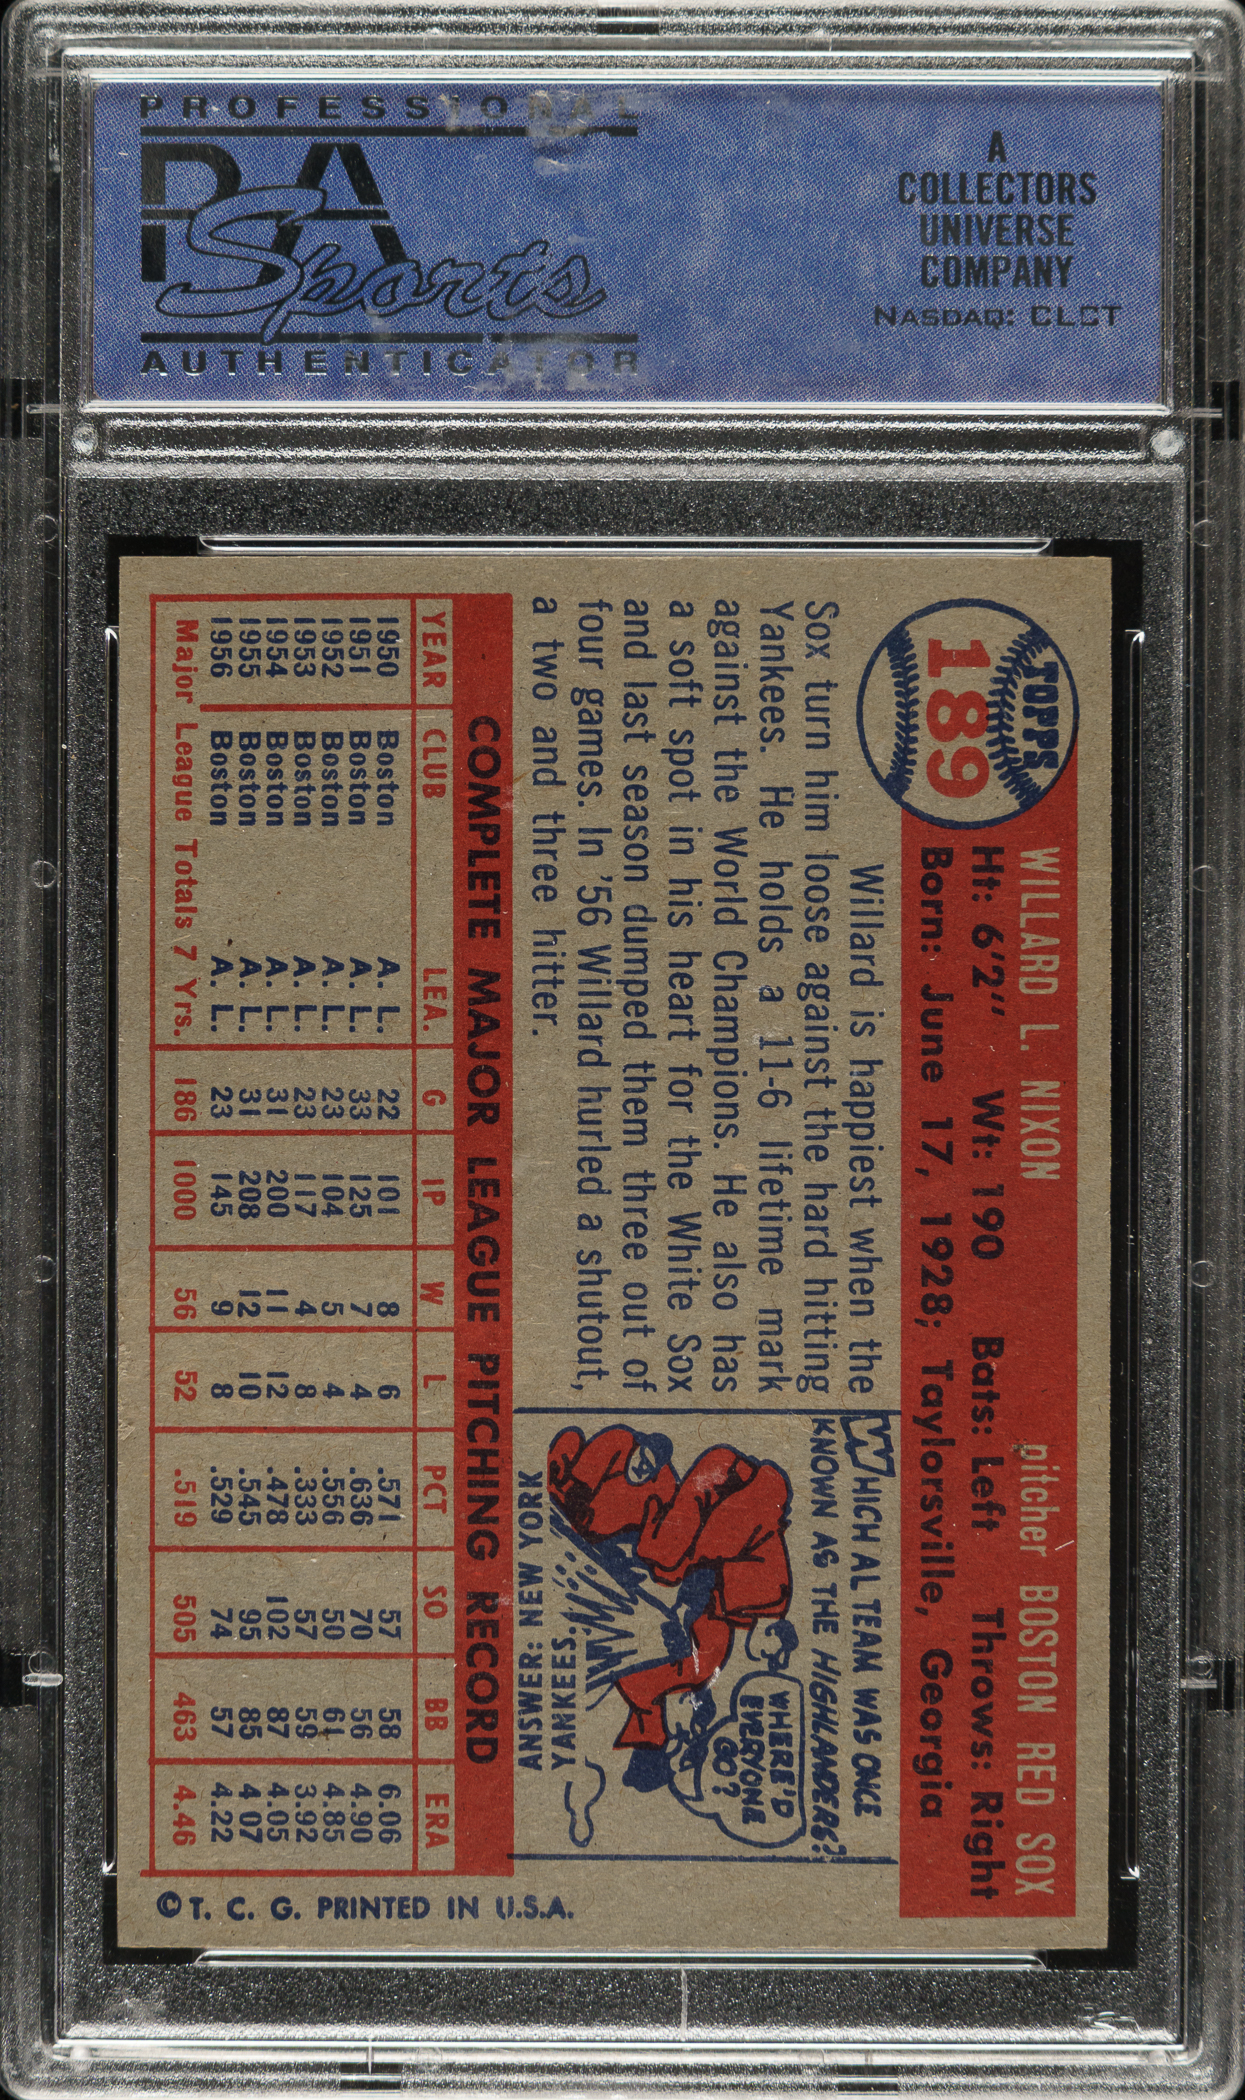 PROFESSIONAL
PSA
Sports
AUTHENTICATOR
A
COLLECTORS
UNIVERSE
COMPANY
NASDAQ: CLCT
TOPPS
189
WILLARD L. NIXON pitcher BOSTON RED SOX
Ht: 6'2" Wt: 190 Bats: Left Throws: Right
Born: June 17, 1928; Taylorsville, Georgia
Willard is happiest when the
Sox turn him loose against the hard hitting
Yankees. He holds a 11-6 lifetime mark
against the World Champions. He also has
a soft spot in his heart for the White Sox
and last season dumped them three out of
four games. In '56 Willard hurled a shutout,
a two and three hitter.
WHICH AL TEAM WAS ONCE
KNOWN AS THE HIGHLANDERS?
WHERE'D
EVERYONE
GO?
ANSWER: NEW YORK
YANKEES.
COMPLETE MAJOR LEAGUE PITCHING RECORD
YEAR CLUB LEA. G IP W L PCT SO BB ERA
1950 Boston A. L. 22 101 8 6 .571 57 58 6.06
1951 Boston A. L. 33 125 7 4 .636 70 56 4.90
1952 Boston A. L. 23 104 5 4 .556 50 61 4.85
1953 Boston A. L. 23 117 4 8 .333 57 59 3.92
1954 Boston A. L. 31 200 11 12 .478 102 87 4.05
1955 Boston A. L. 31 208 12 10 .545 95 85 4.07
1956 Boston A. L. 23 145 9 8 .529 74 57 4.22
Major League Totals 7 Yrs. 186 1000 56 52 .519 505 463 4.46
© T. C. G. PRINTED IN U.S.A.